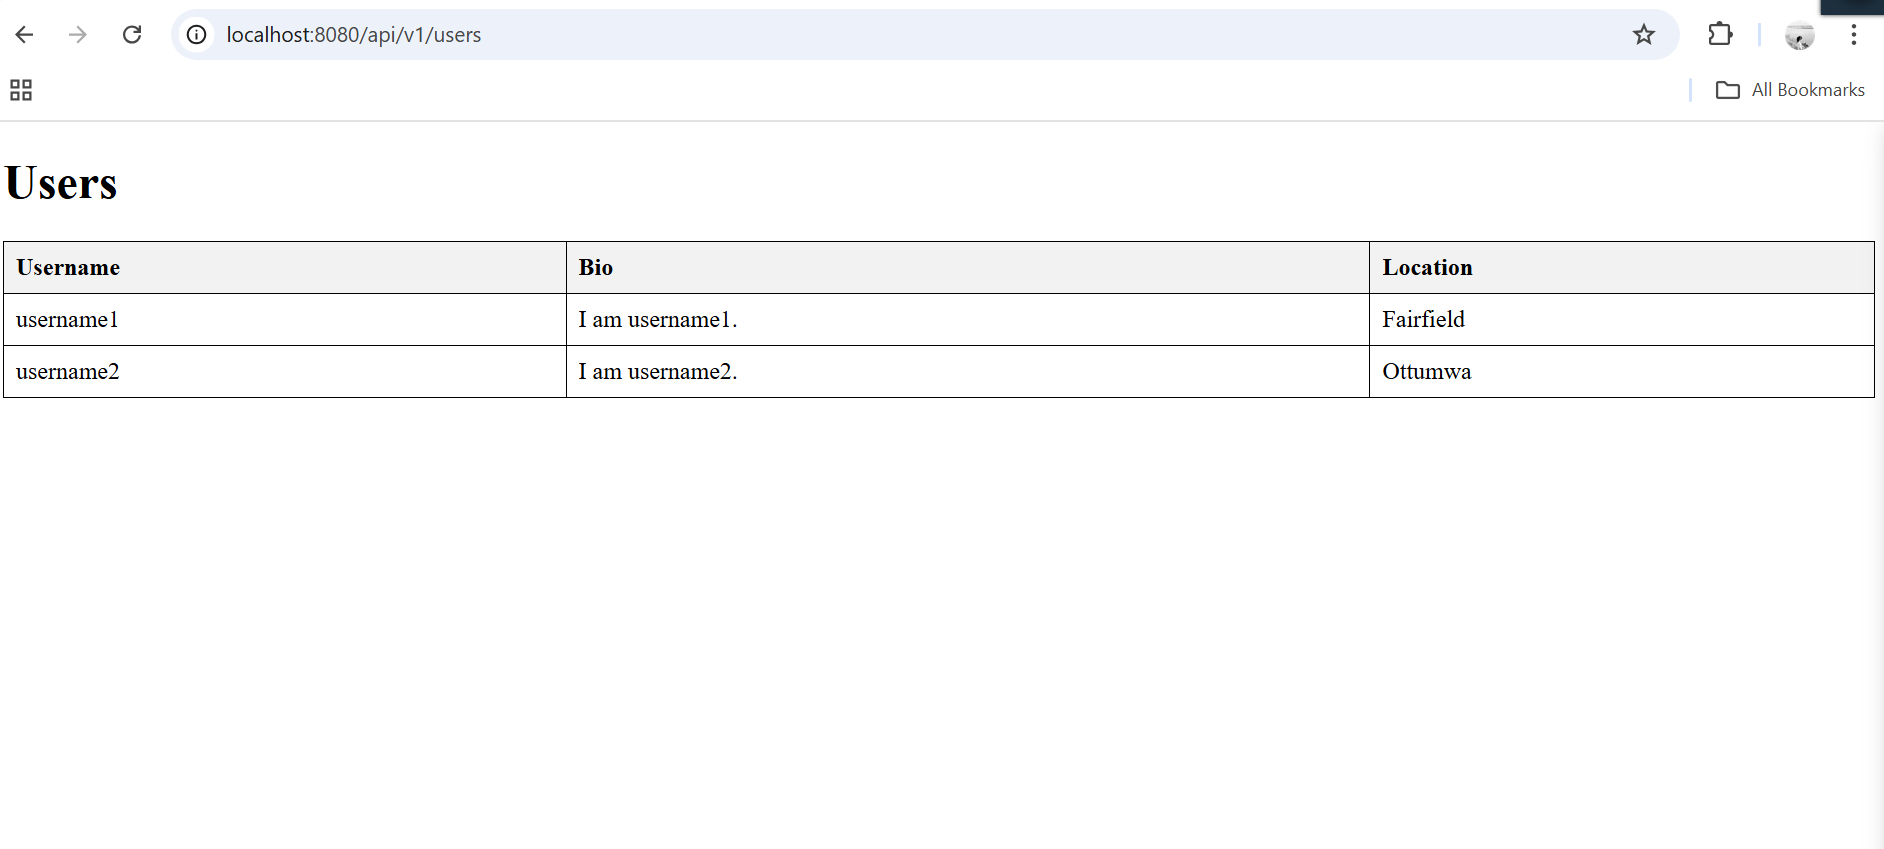 localhost:8080/api/v1/users
All Bookmarks
Users
Username Bio Location
username1 I am username1. Fairfield
username2 I am username2. Ottumwa